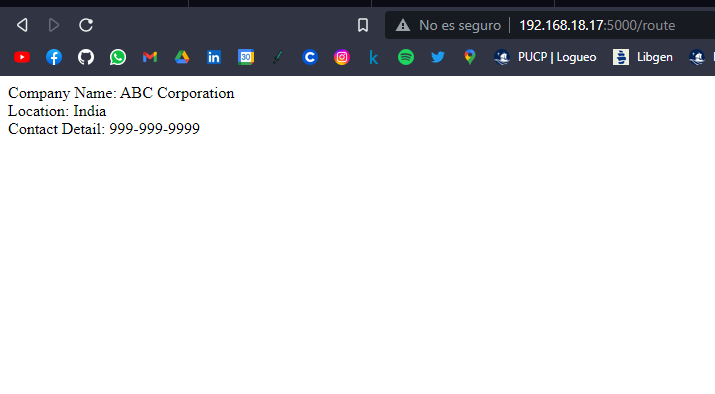 No es seguro 192.168.18.17:5000/route
30 PUCP | Logueo Libgen
Company Name: ABC Corporation
Location: India
Contact Detail: 999-999-9999